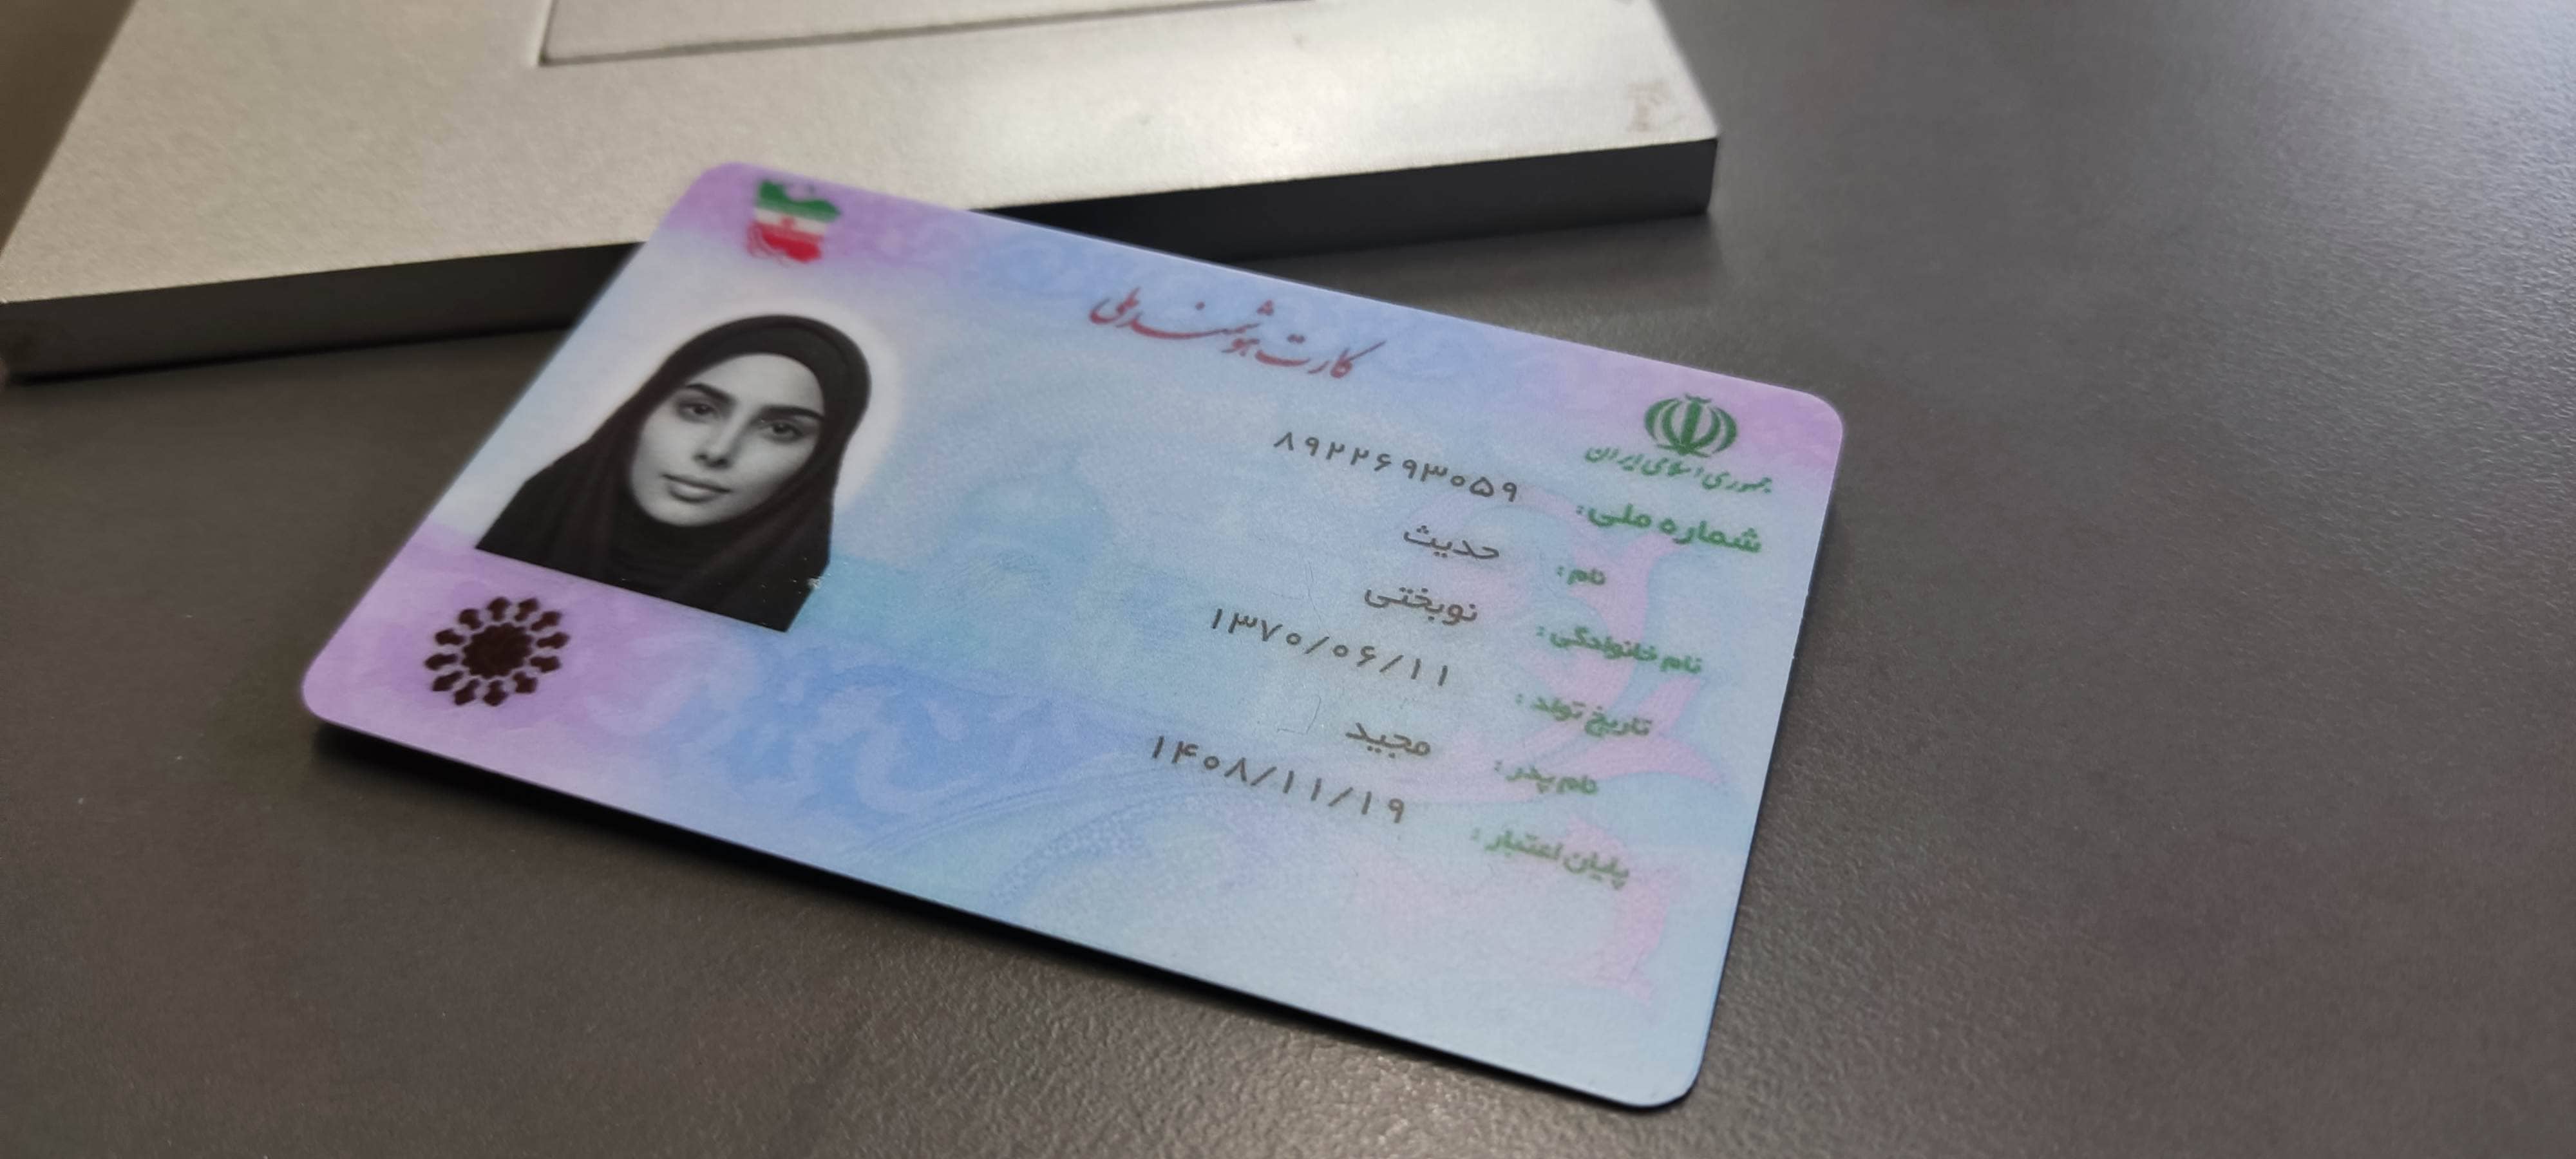 کارت هوشمند ملی
جمهوری اسلامی ایران
شماره ملی: ۸۹۲۲۶۹۳۰۵۹
نام: حدیث
نام خانوادگی: نوبختی
تاریخ تولد: ۱۳۷۰/۰۶/۱۱
نام پدر: مجید
پایان اعتبار: ۱۴۰۸/۱۱/۱۹